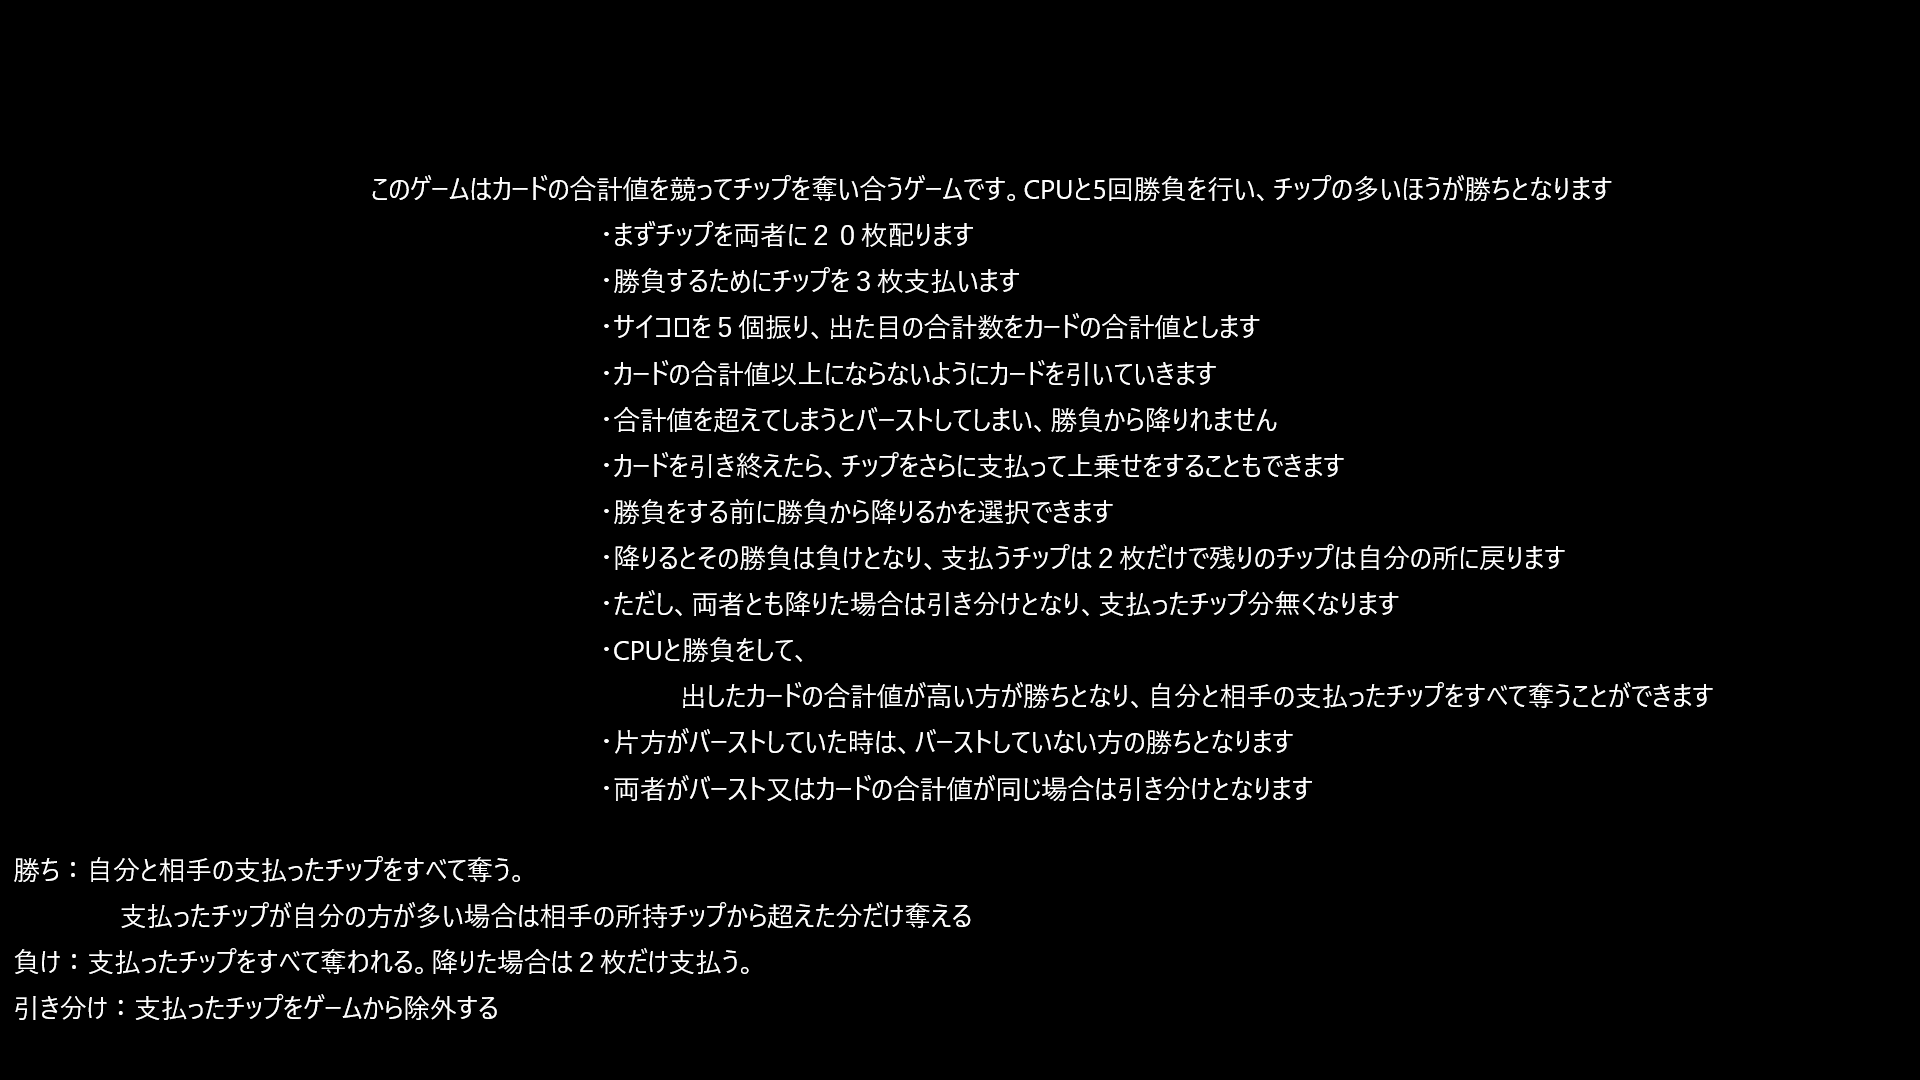 このゲームはカードの合計値を競ってチップを奪い合うゲームです。CPUと5回勝負を行い、チップの多いほうが勝ちとなります
・まずチップを両者に２０枚配ります
・勝負するためにチップを３枚支払います
・サイコロを５個振り、出た目の合計数をカードの合計値とします
・カードの合計値以上にならないようにカードを引いていきます
・合計値を超えてしまうとバーストしてしまい、勝負から降りれません
・カードを引き終えたら、チップをさらに支払って上乗せをすることもできます
・勝負をする前に勝負から降りるかを選択できます
・降りるとその勝負は負けとなり、支払うチップは２枚だけで残りのチップは自分の所に戻ります
・ただし、両者とも降りた場合は引き分けとなり、支払ったチップ分無くなります
・CPUと勝負をして、
出したカードの合計値が高い方が勝ちとなり、自分と相手の支払ったチップをすべて奪うことができます
・片方がバーストしていた時は、バーストしていない方の勝ちとなります
・両者がバースト又はカードの合計値が同じ場合は引き分けとなります
勝ち：自分と相手の支払ったチップをすべて奪う。
支払ったチップが自分の方が多い場合は相手の所持チップから超えた分だけ奪える
負け：支払ったチップをすべて奪われる。降りた場合は２枚だけ支払う。
引き分け：支払ったチップをゲームから除外する